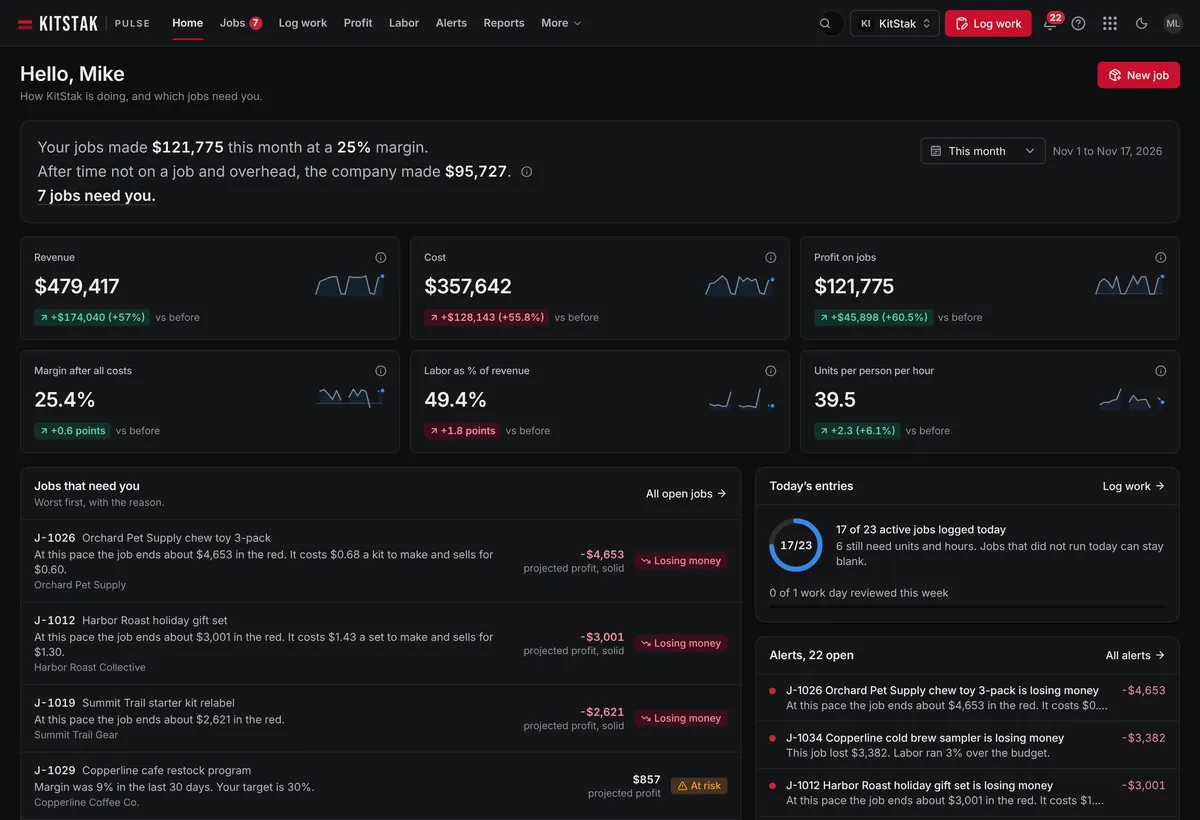 KITSTAK PULSE Home Jobs 7 Log work Profit Labor Alerts Reports More KI KitStak Log work 22 ML
Hello, Mike
How KitStak is doing, and which jobs need you.
New job
Your jobs made $121,775 this month at a 25% margin.
After time not on a job and overhead, the company made $95,727.
7 jobs need you.
This month
Nov 1 to Nov 17, 2026
Revenue
$479,417
+$174,040 (+57%) vs before
Cost
$357,642
+$128,143 (+55.8%) vs before
Profit on jobs
$121,775
+$45,898 (+60.5%) vs before
Margin after all costs
25.4%
+0.6 points vs before
Labor as % of revenue
49.4%
+1.8 points vs before
Units per person per hour
39.5
+2.3 (+6.1%) vs before
Jobs that need you
Worst first, with the reason.
All open jobs
J-1026 Orchard Pet Supply chew toy 3-pack
At this pace the job ends about $4,653 in the red. It costs $0.68 a kit to make and sells for
$0.60.
Orchard Pet Supply
-$4,653
projected profit, solid
Losing money
J-1012 Harbor Roast holiday gift set
At this pace the job ends about $3,001 in the red. It costs $1.43 a set to make and sells for
$1.30.
Harbor Roast Collective
-$3,001
projected profit, solid
Losing money
J-1019 Summit Trail starter kit relabel
At this pace the job ends about $2,621 in the red.
Summit Trail Gear
-$2,621
projected profit, solid
Losing money
J-1029 Copperline cafe restock program
Margin was 9% in the last 30 days. Your target is 30%.
Copperline Coffee Co.
$857
projected profit
At risk
Today's entries
Log work
17/23
17 of 23 active jobs logged today
6 still need units and hours. Jobs that did not run today can stay
blank.
0 of 1 work day reviewed this week
Alerts, 22 open
All alerts
J-1026 Orchard Pet Supply chew toy 3-pack is losing money
-$4,653
At this pace the job ends about $4,653 in the red. It costs $0....
J-1034 Copperline cold brew sampler is losing money
-$3,382
This job lost $3,382. Labor ran 3% over the budget.
J-1012 Harbor Roast holiday gift set is losing money
-$3,001
At this pace the job ends about $3,001 in the red. It costs $1....